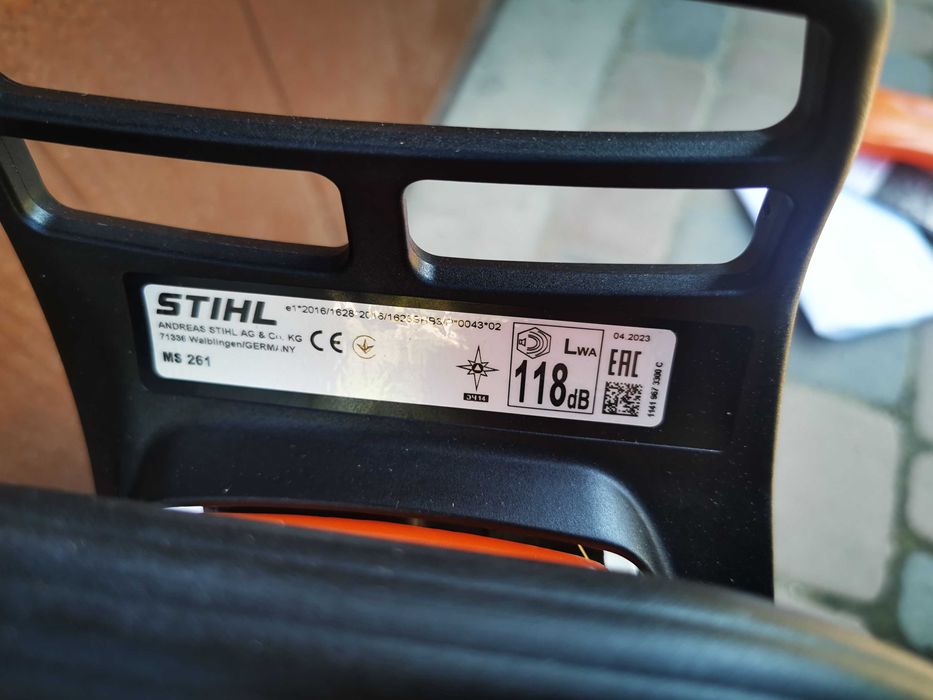 STIHL
ANDREAS STIHL AG & Co. KG
71336 Waiblingen/GERMANY
MS 261
CE
LWA
118dB
04.2023
EAC
1141 967 3300 C